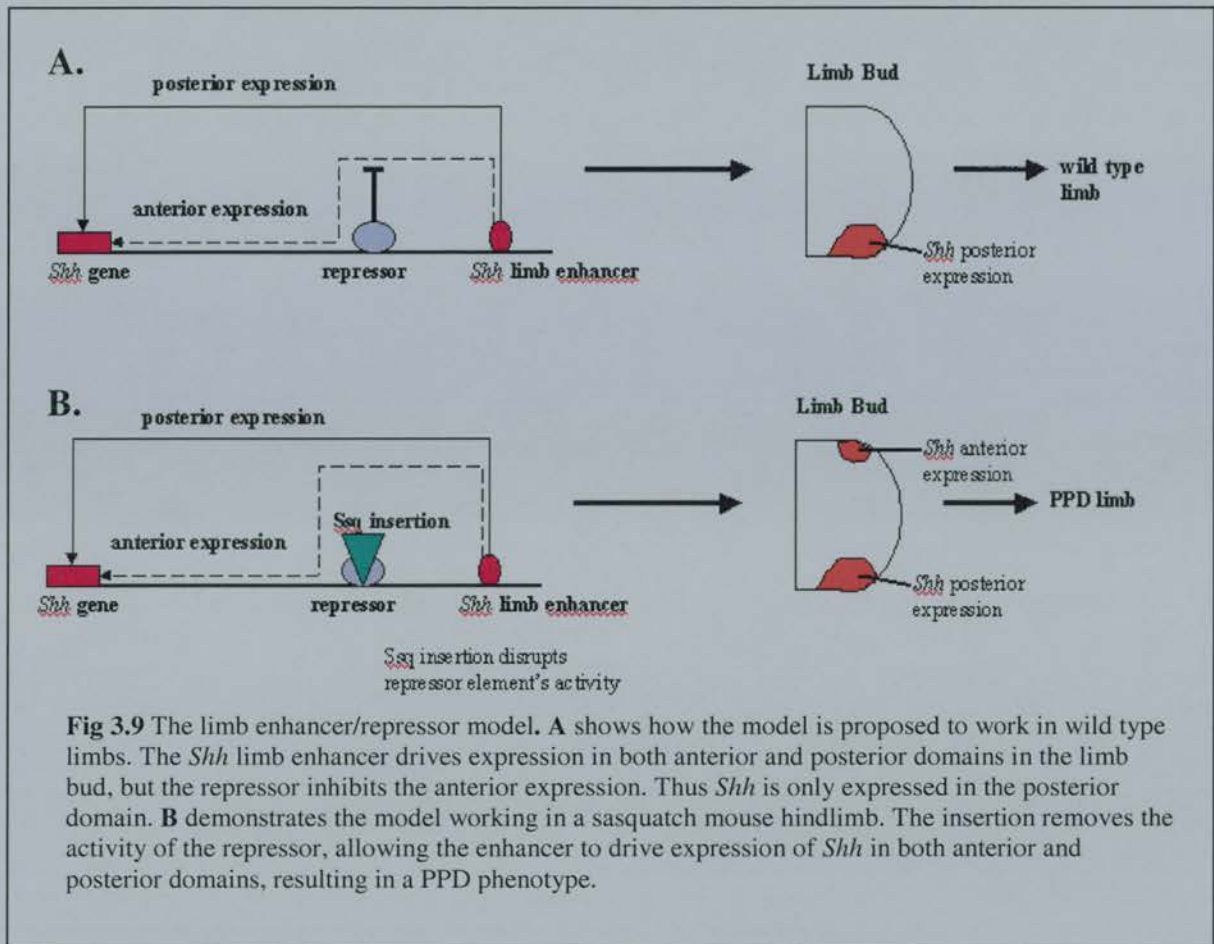 A.
posterior expression
Limb Bud
anterior expression
wild type
limb
Shh gene
repressor
Shh limb enhancer
Shh posterior
expression
B.
posterior expression
Limb Bud
Shh anterior
expression
Ssq insertion
anterior expression
PPD limb
Shh gene
repressor
Shh limb enhancer
Shh posterior
expression
Ssq insertion disrupts
repressor element's activity
Fig 3.9 The limb enhancer/repressor model. A shows how the model is proposed to work in wild type
limbs. The Shh limb enhancer drives expression in both anterior and posterior domains in the limb
bud, but the repressor inhibits the anterior expression. Thus Shh is only expressed in the posterior
domain. B demonstrates the model working in a sasquatch mouse hindlimb. The insertion removes the
activity of the repressor, allowing the enhancer to drive expression of Shh in both anterior and
posterior domains, resulting in a PPD phenotype.